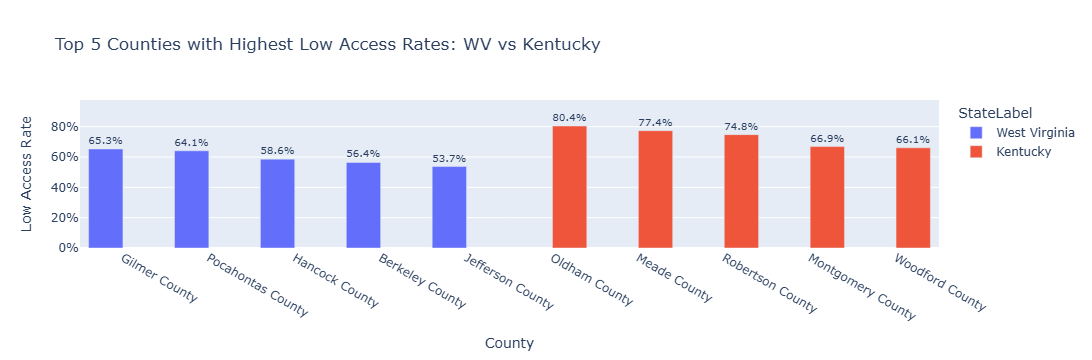 Top 5 Counties with Highest Low Access Rates: WV vs Kentucky
StateLabel
West Virginia
Kentucky
Low Access Rate
80%
60%
40%
20%
0%
65.3%
64.1%
58.6%
56.4%
53.7%
80.4%
77.4%
74.8%
66.9%
66.1%
Gilmer County
Pocahontas County
Hancock County
Berkeley County
Jefferson County
Oldham County
Meade County
Robertson County
Montgomery County
Woodford County
County